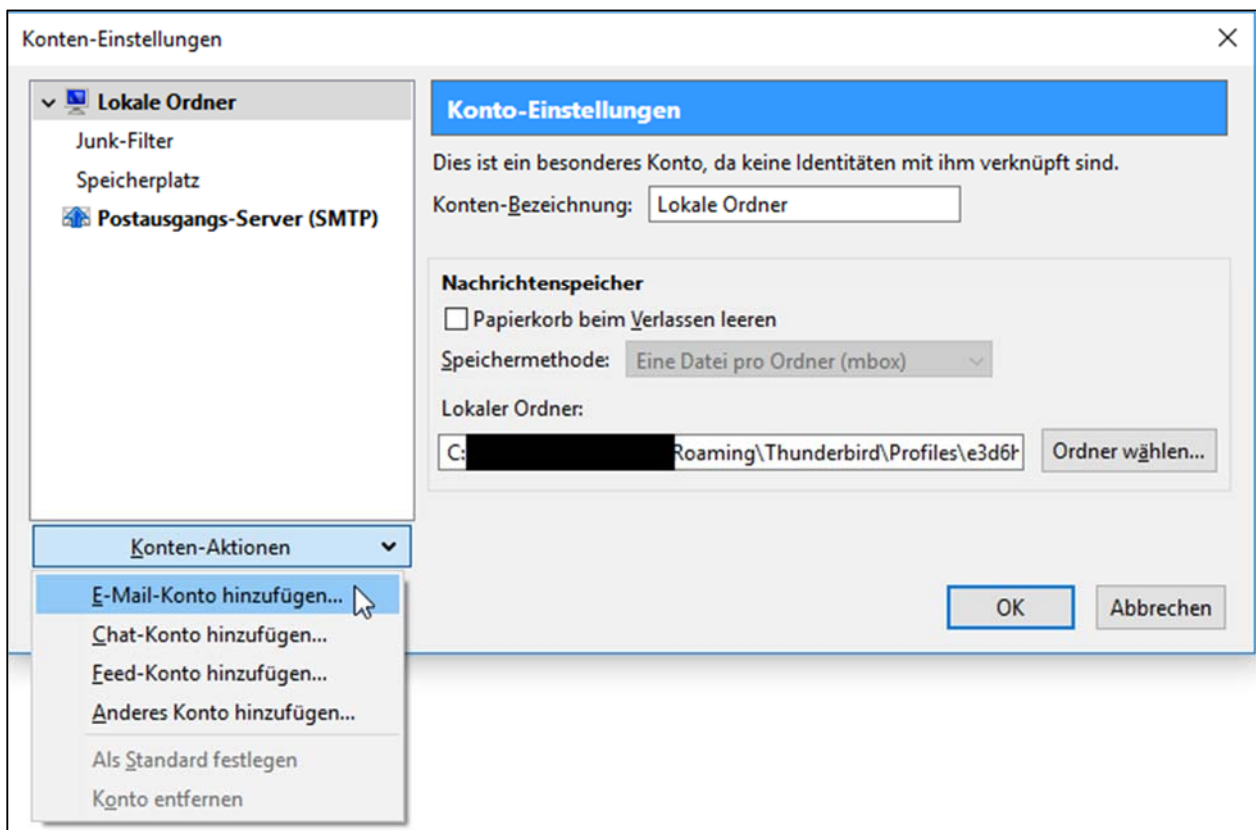 Konten-Einstellungen
Lokale Ordner
Junk-Filter
Speicherplatz
Postausgangs-Server (SMTP)
Konten-Aktionen
E-Mail-Konto hinzufügen...
Chat-Konto hinzufügen...
Feed-Konto hinzufügen...
Anderes Konto hinzufügen...
Als Standard festlegen
Konto entfernen
Konto-Einstellungen
Dies ist ein besonderes Konto, da keine Identitäten mit ihm verknüpft sind.
Konten-Bezeichnung: Lokale Ordner
Nachrichtenspeicher
Papierkorb beim Verlassen leeren
Speichermethode: Eine Datei pro Ordner (mbox)
Lokaler Ordner:
C: Roaming\Thunderbird\Profiles\e3d6h Ordner wählen...
OK Abbrechen